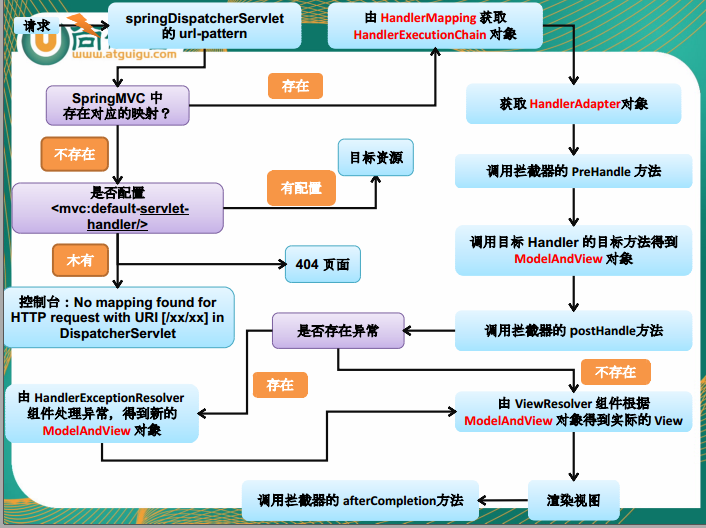 请求
springDispatcherServlet
的 url-pattern
由 HandlerMapping 获取
HandlerExecutionChain 对象
www.atguigu.com
SpringMVC 中
存在对应的映射？
存在
获取 HandlerAdapter对象
不存在
目标资源
调用拦截器的 PreHandle 方法
是否配置
<mvc:default-servlet-
handler/>
有配置
调用目标 Handler 的目标方法得到
ModelAndView 对象
木有
404 页面
控制台：No mapping found for
HTTP request with URI [/xx/xx] in
DispatcherServlet
是否存在异常
调用拦截器的 postHandle方法
存在
不存在
由 HandlerExceptionResolver
组件处理异常，得到新的
ModelAndView 对象
由 ViewResolver 组件根据
ModelAndView 对象得到实际的 View
调用拦截器的 afterCompletion方法
渲染视图